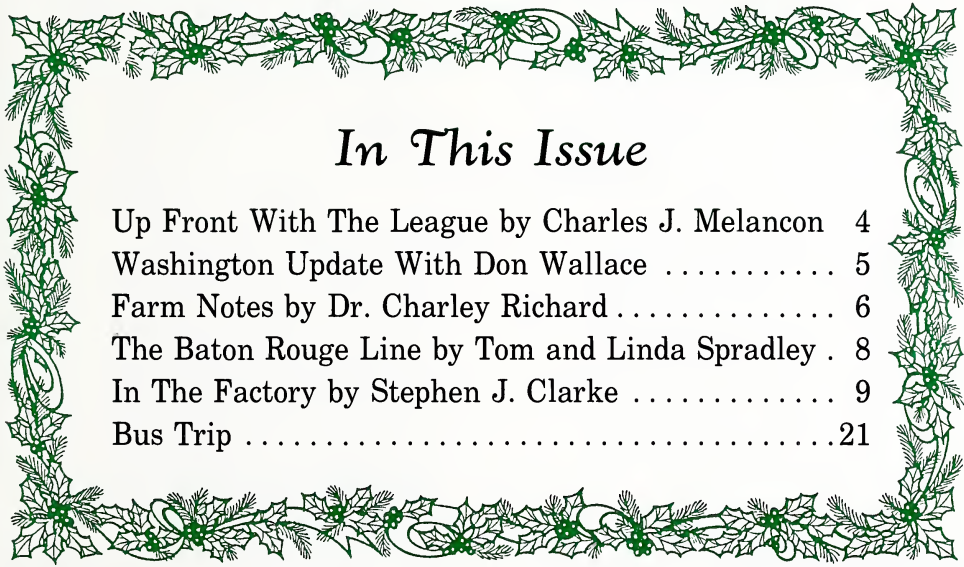 In This Issue
Up Front With The League by Charles J. Melancon 4
Washington Update With Don Wallace ........... 5
Farm Notes by Dr. Charley Richard .............. 6
The Baton Rouge Line by Tom and Linda Spradley . 8
In The Factory by Stephen J. Clarke ............. 9
Bus Trip ......................................21